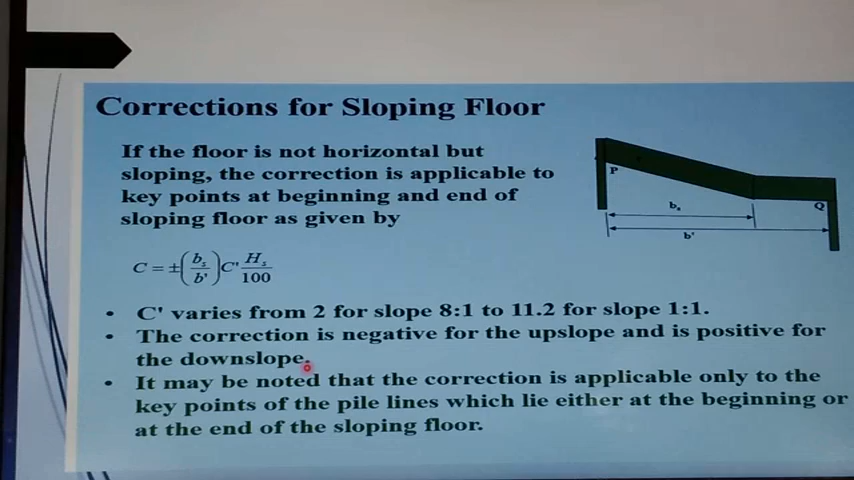 Corrections for Sloping Floor
If the floor is not horizontal but
sloping, the correction is applicable to
key points at beginning and end of
sloping floor as given by
C = ±(b_s/b') C' H_s/100
P
Q
b_s
b'
• C' varies from 2 for slope 8:1 to 11.2 for slope 1:1.
• The correction is negative for the upslope and is positive for
the downslope.
• It may be noted that the correction is applicable only to the
key points of the pile lines which lie either at the beginning or
at the end of the sloping floor.